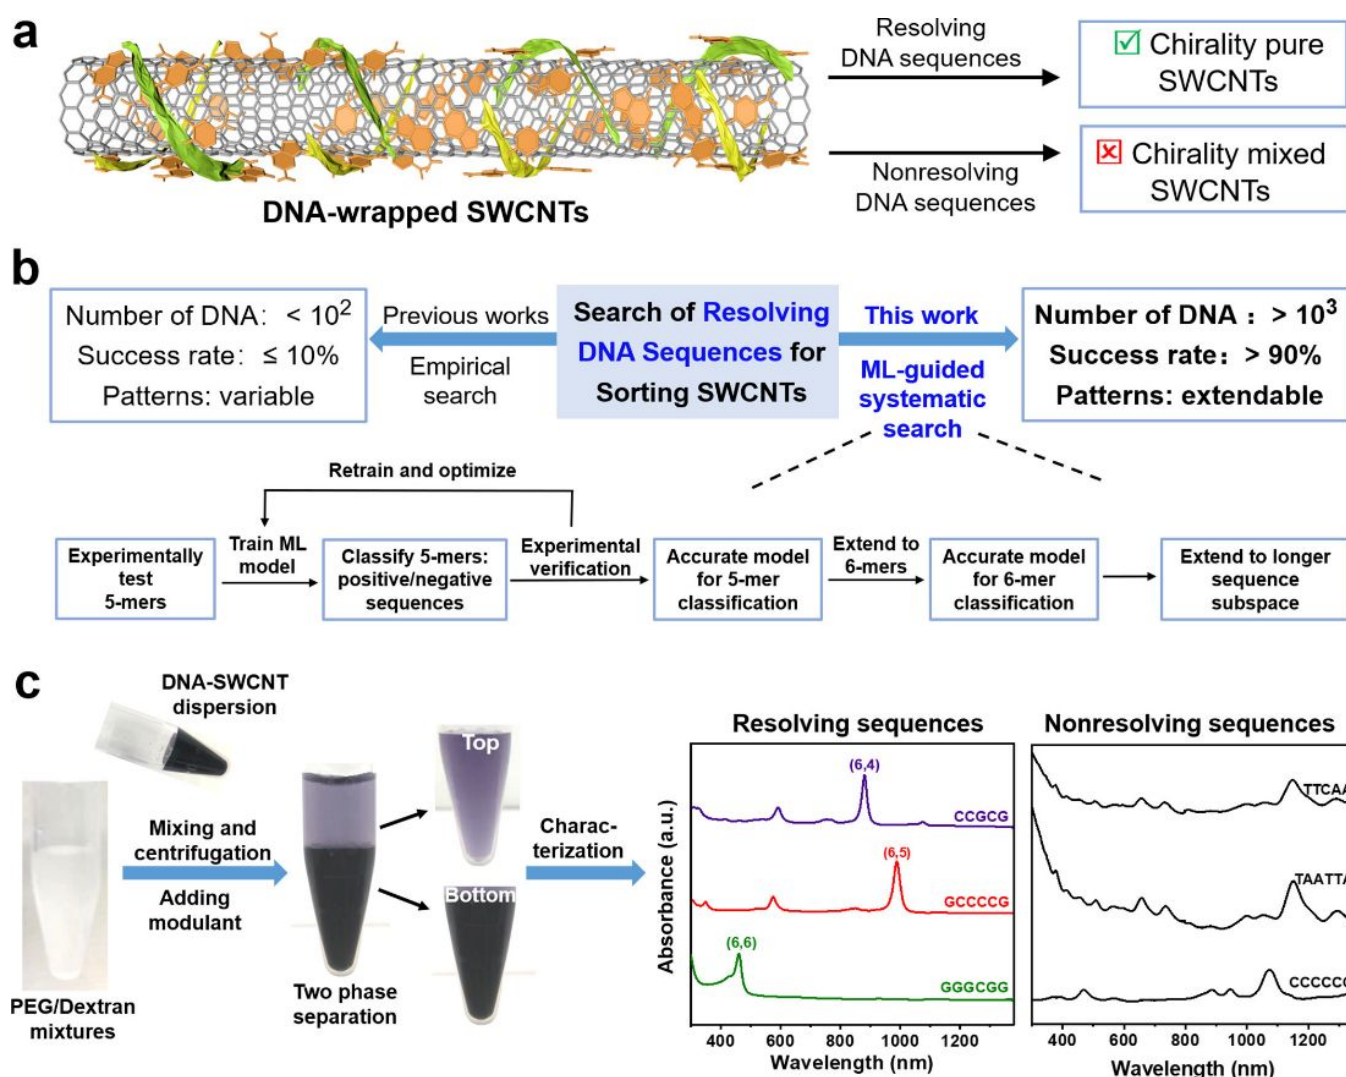 a
Resolving
DNA sequences
☑ Chirality pure
SWCNTs
Nonresolving
DNA sequences
☒ Chirality mixed
SWCNTs
DNA-wrapped SWCNTs
b
Number of DNA: < 10²
Success rate: ≤ 10%
Patterns: variable
Previous works
Empirical
search
Search of Resolving
DNA Sequences for
Sorting SWCNTs
This work
ML-guided
systematic
search
Number of DNA : > 10³
Success rate: > 90%
Patterns: extendable
Retrain and optimize
Experimentally
test
5-mers
Train ML
model
Classify 5-mers:
positive/negative
sequences
Experimental
verification
Accurate model
for 5-mer
classification
Extend to
6-mers
Accurate model
for 6-mer
classification
Extend to longer
sequence
subspace
c
DNA-SWCNT
dispersion
PEG/Dextran
mixtures
Mixing and
centrifugation
Adding
modulant
Two phase
separation
Top
Bottom
Charac-
terization
Resolving sequences
Absorbance (a.u.)
(6,4)
CCGCG
(6,5)
GCCCCG
(6,6)
GGGCGG
400 600 800 1000 1200
Wavelength (nm)
Nonresolving sequences
TTCAA
TAATTA
CCCCCC
400 600 800 1000 1200
Wavelength (nm)